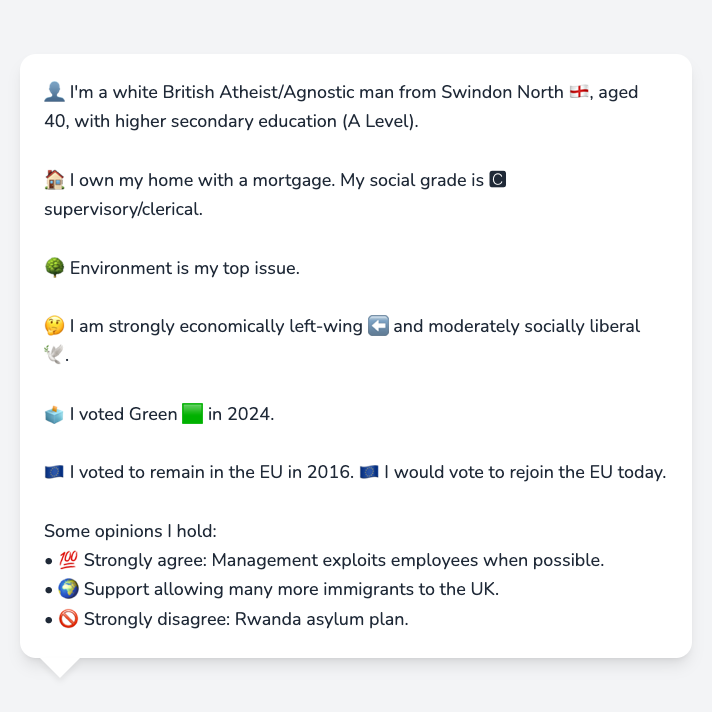 👤 I'm a white British Atheist/Agnostic man from Swindon North 🏴󠁧󠁢󠁥󠁮󠁧󠁿, aged
40, with higher secondary education (A Level).
🏠 I own my home with a mortgage. My social grade is 🅲
supervisory/clerical.
🌳 Environment is my top issue.
🤔 I am strongly economically left-wing ⬅️ and moderately socially liberal
🕊️.
🗳️ I voted Green 🟩 in 2024.
🇪🇺 I voted to remain in the EU in 2016. 🇪🇺 I would vote to rejoin the EU today.
Some opinions I hold:
• 💯 Strongly agree: Management exploits employees when possible.
• 🌍 Support allowing many more immigrants to the UK.
• 🚫 Strongly disagree: Rwanda asylum plan.